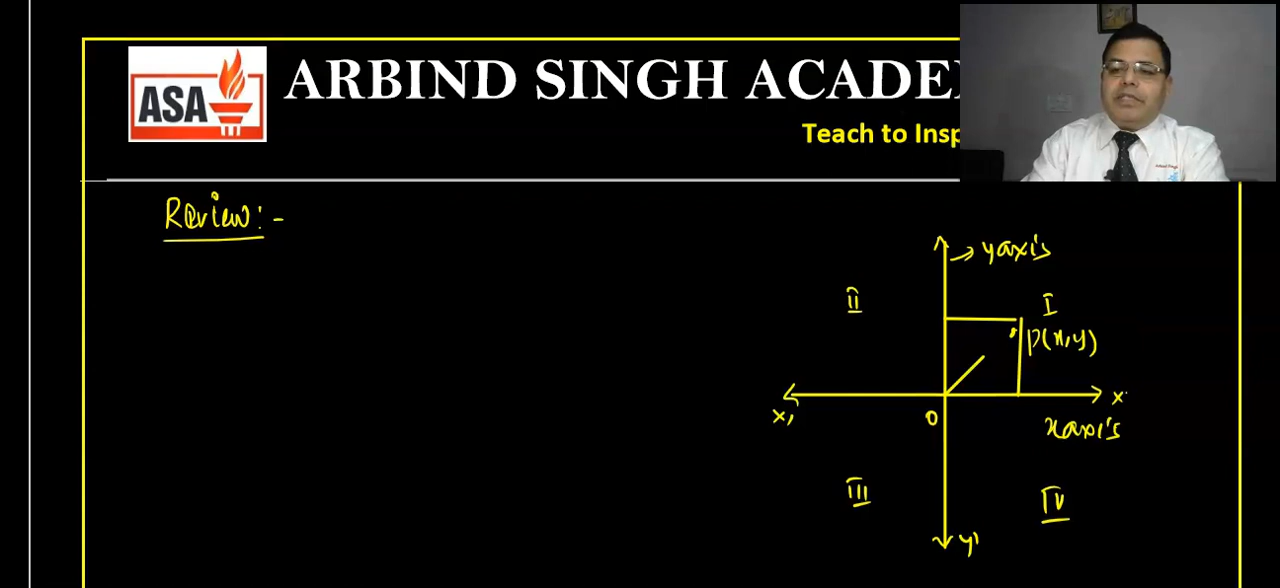 ASA
ARBIND SINGH ACADE
Teach to Insp
Review:-
y axis
II
I
P(x,y)
x
x'
0
x axis
III
IV
y'